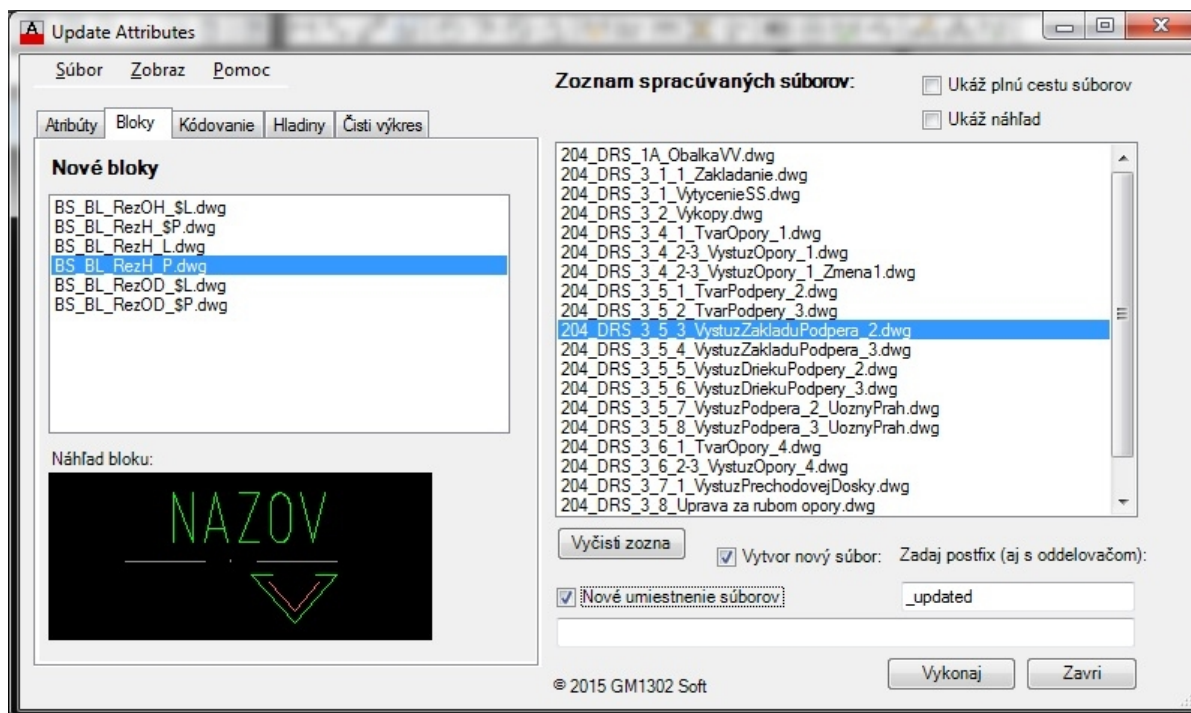 Update Attributes
Súbor Zobraz Pomoc
Atribúty Bloky Kódovanie Hladiny Čisti výkres
Nové bloky
BS_BL_RezOH_$L.dwg
BS_BL_RezH_$P.dwg
BS_BL_RezH_L.dwg
BS_BL_RezH_P.dwg
BS_BL_RezOD_$L.dwg
BS_BL_RezOD_$P.dwg
Náhľad bloku:
NAZOV
Zoznam spracúvaných súborov:
Ukáž plnú cestu súborov
Ukáž náhľad
204_DRS_1A_ObalkaVV.dwg
204_DRS_3_1_1_Zakladanie.dwg
204_DRS_3_1_VytycenieSS.dwg
204_DRS_3_2_Vykopy.dwg
204_DRS_3_4_1_TvarOpory_1.dwg
204_DRS_3_4_2-3_VystuzOpory_1.dwg
204_DRS_3_4_2-3_VystuzOpory_1_Zmena1.dwg
204_DRS_3_5_1_TvarPodpery_2.dwg
204_DRS_3_5_2_TvarPodpery_3.dwg
204_DRS_3_5_3_VystuzZakladuPodpera_2.dwg
204_DRS_3_5_4_VystuzZakladuPodpera_3.dwg
204_DRS_3_5_5_VystuzDriekuPodpery_2.dwg
204_DRS_3_5_6_VystuzDriekuPodpery_3.dwg
204_DRS_3_5_7_VystuzPodpera_2_UoznyPrah.dwg
204_DRS_3_5_8_VystuzPodpera_3_UoznyPrah.dwg
204_DRS_3_6_1_TvarOpory_4.dwg
204_DRS_3_6_2-3_VystuzOpory_4.dwg
204_DRS_3_7_1_VystuzPrechodovejDosky.dwg
204_DRS_3_8_Uprava za rubom opory.dwg
Vyčisti zozna
Vytvor nový súbor: Zadaj postfix (aj s oddelovačom):
Nové umiestnenie súborov
_updated
Vykonaj Zavri
© 2015 GM1302 Soft